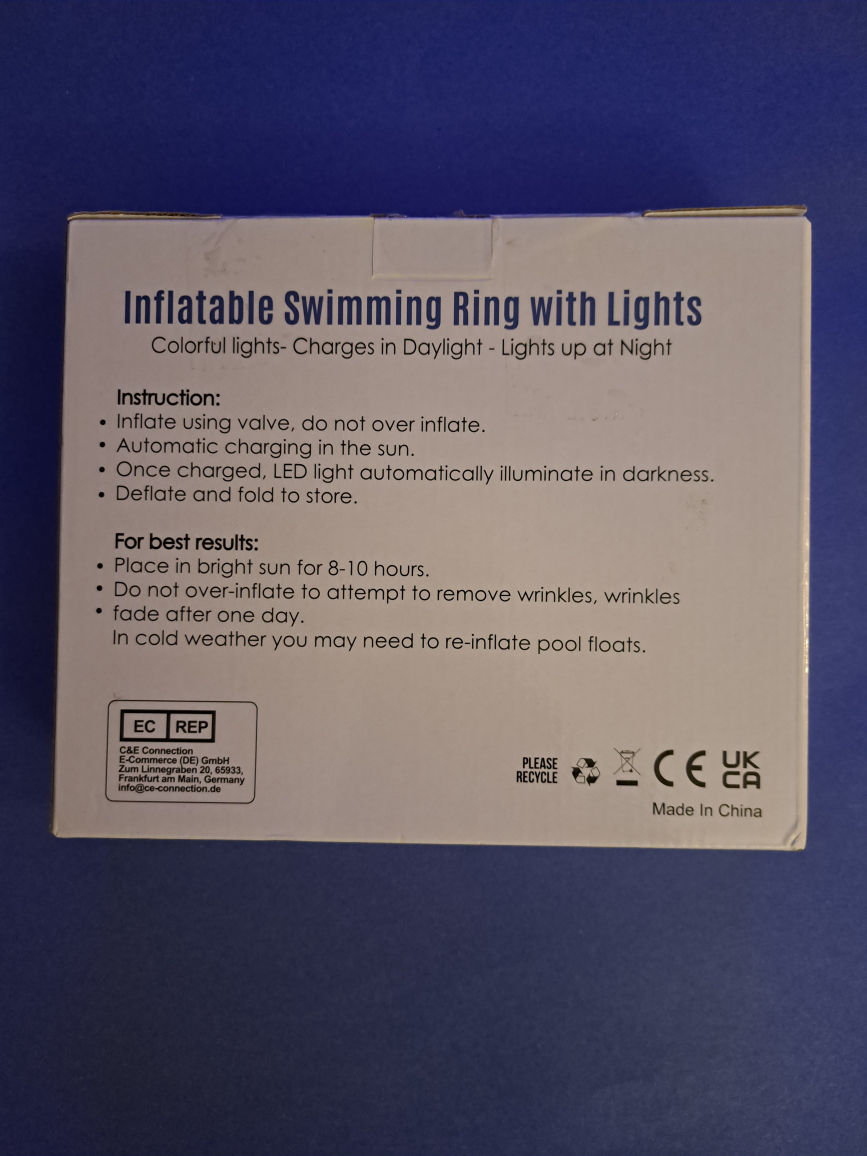 Inflatable Swimming Ring with Lights
Colorful lights- Charges in Daylight - Lights up at Night
Instruction:
• Inflate using valve, do not over inflate.
• Automatic charging in the sun.
• Once charged, LED light automatically illuminate in darkness.
• Deflate and fold to store.
For best results:
• Place in bright sun for 8-10 hours.
• Do not over-inflate to attempt to remove wrinkles, wrinkles
• fade after one day.
In cold weather you may need to re-inflate pool floats.
EC REP
C&E Connection
E-Commerce (DE) GmbH
Zum Linnegraben 20, 65933,
Frankfurt am Main, Germany
info@ce-connection.de
PLEASE
RECYCLE
CE
UK
CA
Made In China